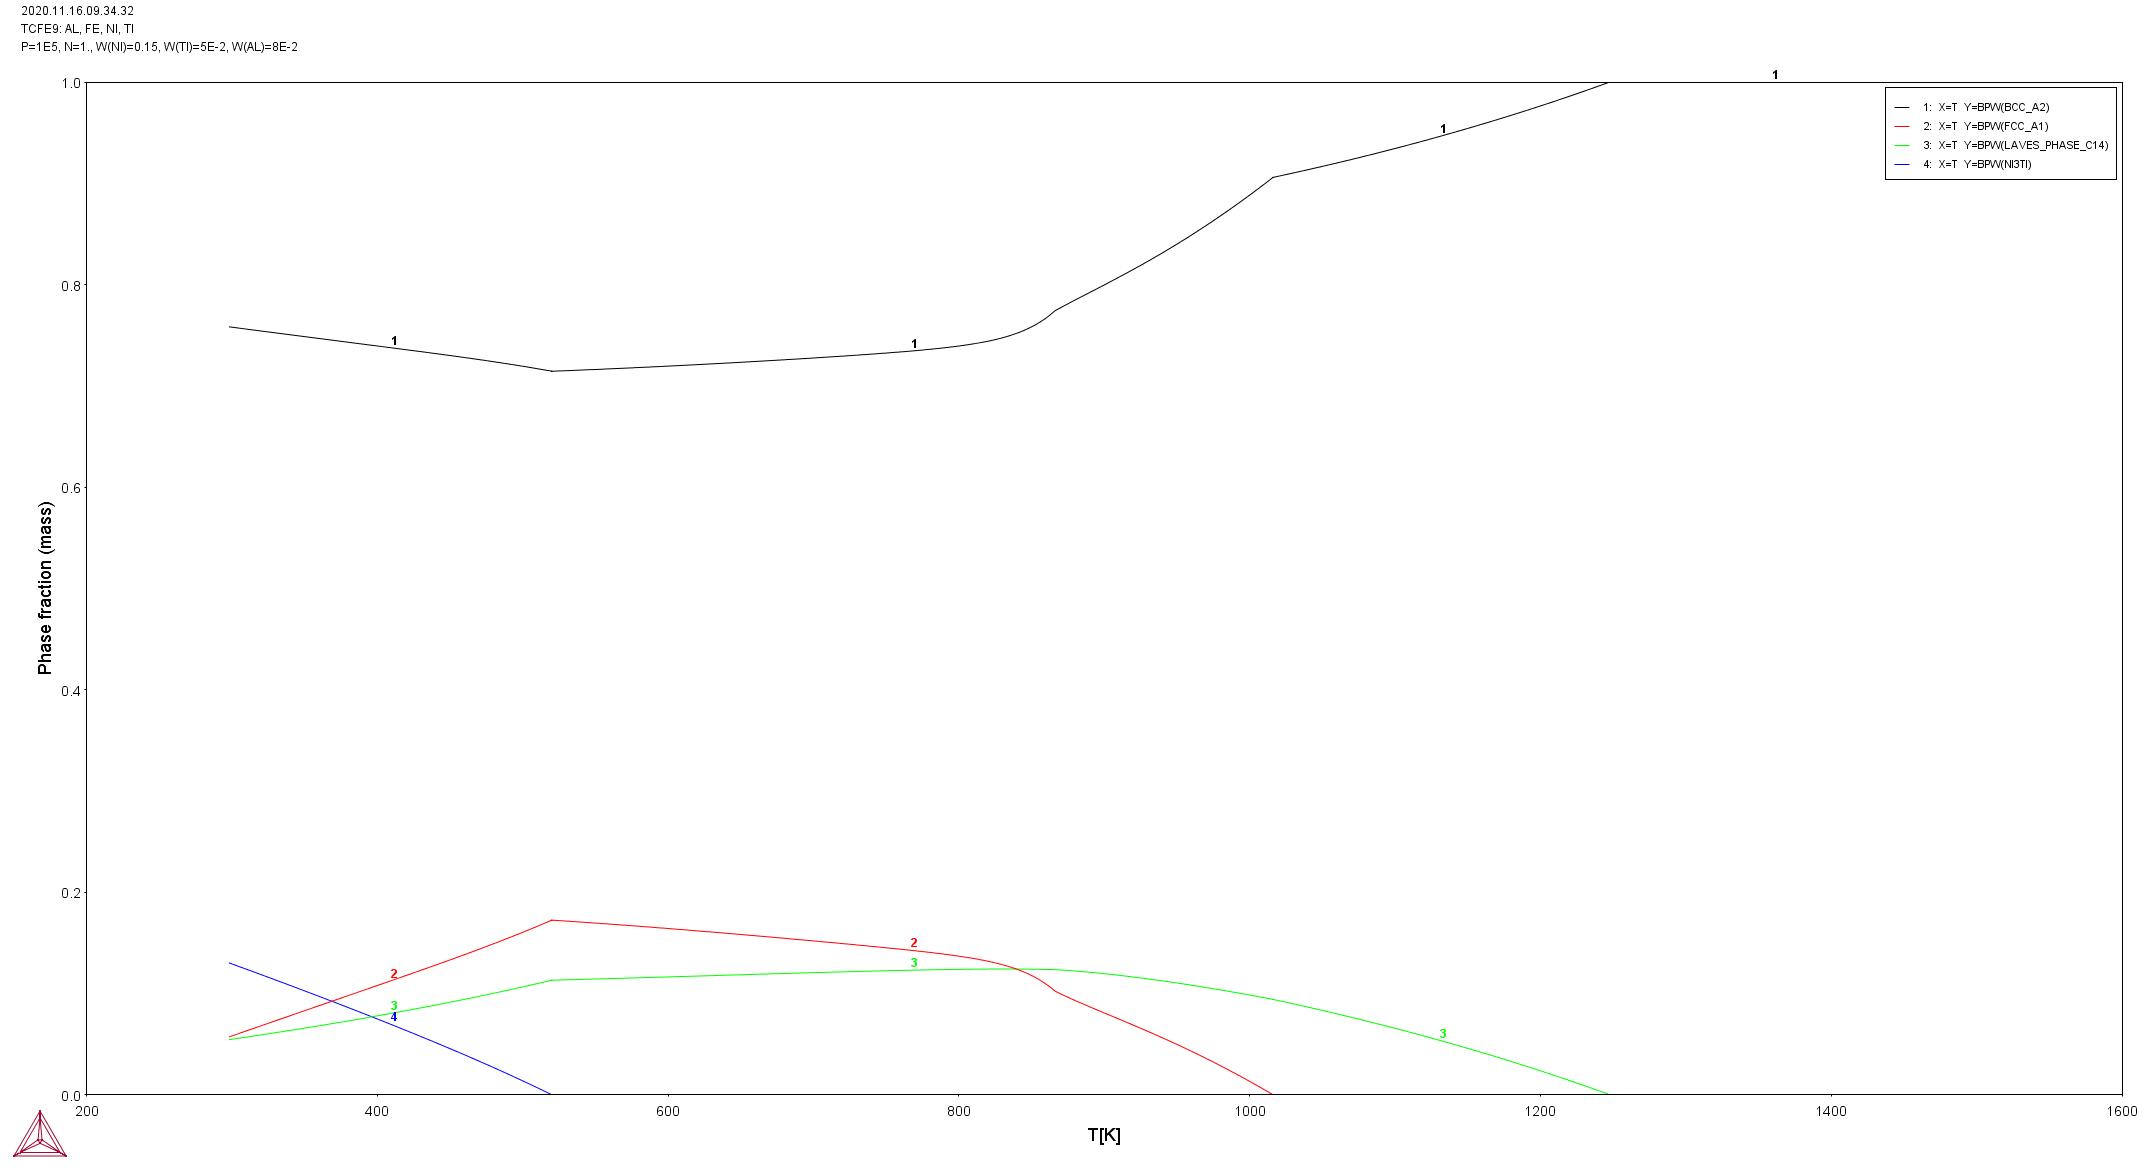 2020.11.16.09.34.32
TCFE9: AL, FE, NI, TI
P=1E5, N=1., W(NI)=0.15, W(TI)=5E-2, W(AL)=8E-2
1
1.0
1: X=T Y=BPW(BCC_A2)
2: X=T Y=BPW(FCC_A1)
1
3: X=T Y=BPW(LAVES_PHASE_C14)
4: X=T Y=BPW(NI3TI)
0.8
1
1
0.6
Phase fraction (mass)
0.4
0.2
2
3
2
3
4
3
0.0
200 400 600 800 1000 1200 1400 1600
T[K]